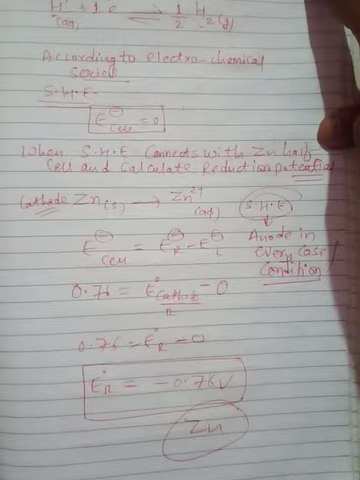 H⁺(aq) + 1e ⇌ 1/2 H₂(g)
According to electro-chemical
series
S.H.E.
E⊖cell = 0
When S.H.E Connects with Zn half
Cell and Calculate Reduction potential
Cathode Zn(s) → Zn²⁺(aq) S.H.E
E⊖cell = E⊖R - E⊖L Anode in
Every Case/
Condition
0.76 = E°Cathode - 0
R
0.76 = E°R - 0
E°R = - 0.76V
Zn